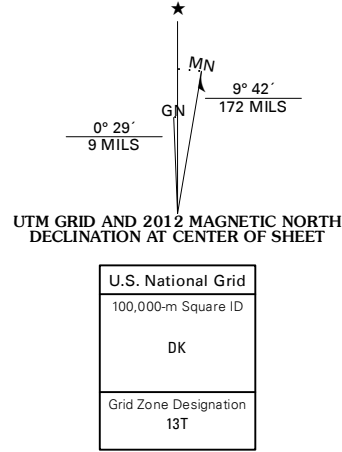 MN
GN
9° 42´
172 MILS
0° 29´
9 MILS
UTM GRID AND 2012 MAGNETIC NORTH
DECLINATION AT CENTER OF SHEET
U.S. National Grid
100,000-m Square ID
DK
Grid Zone Designation
13T